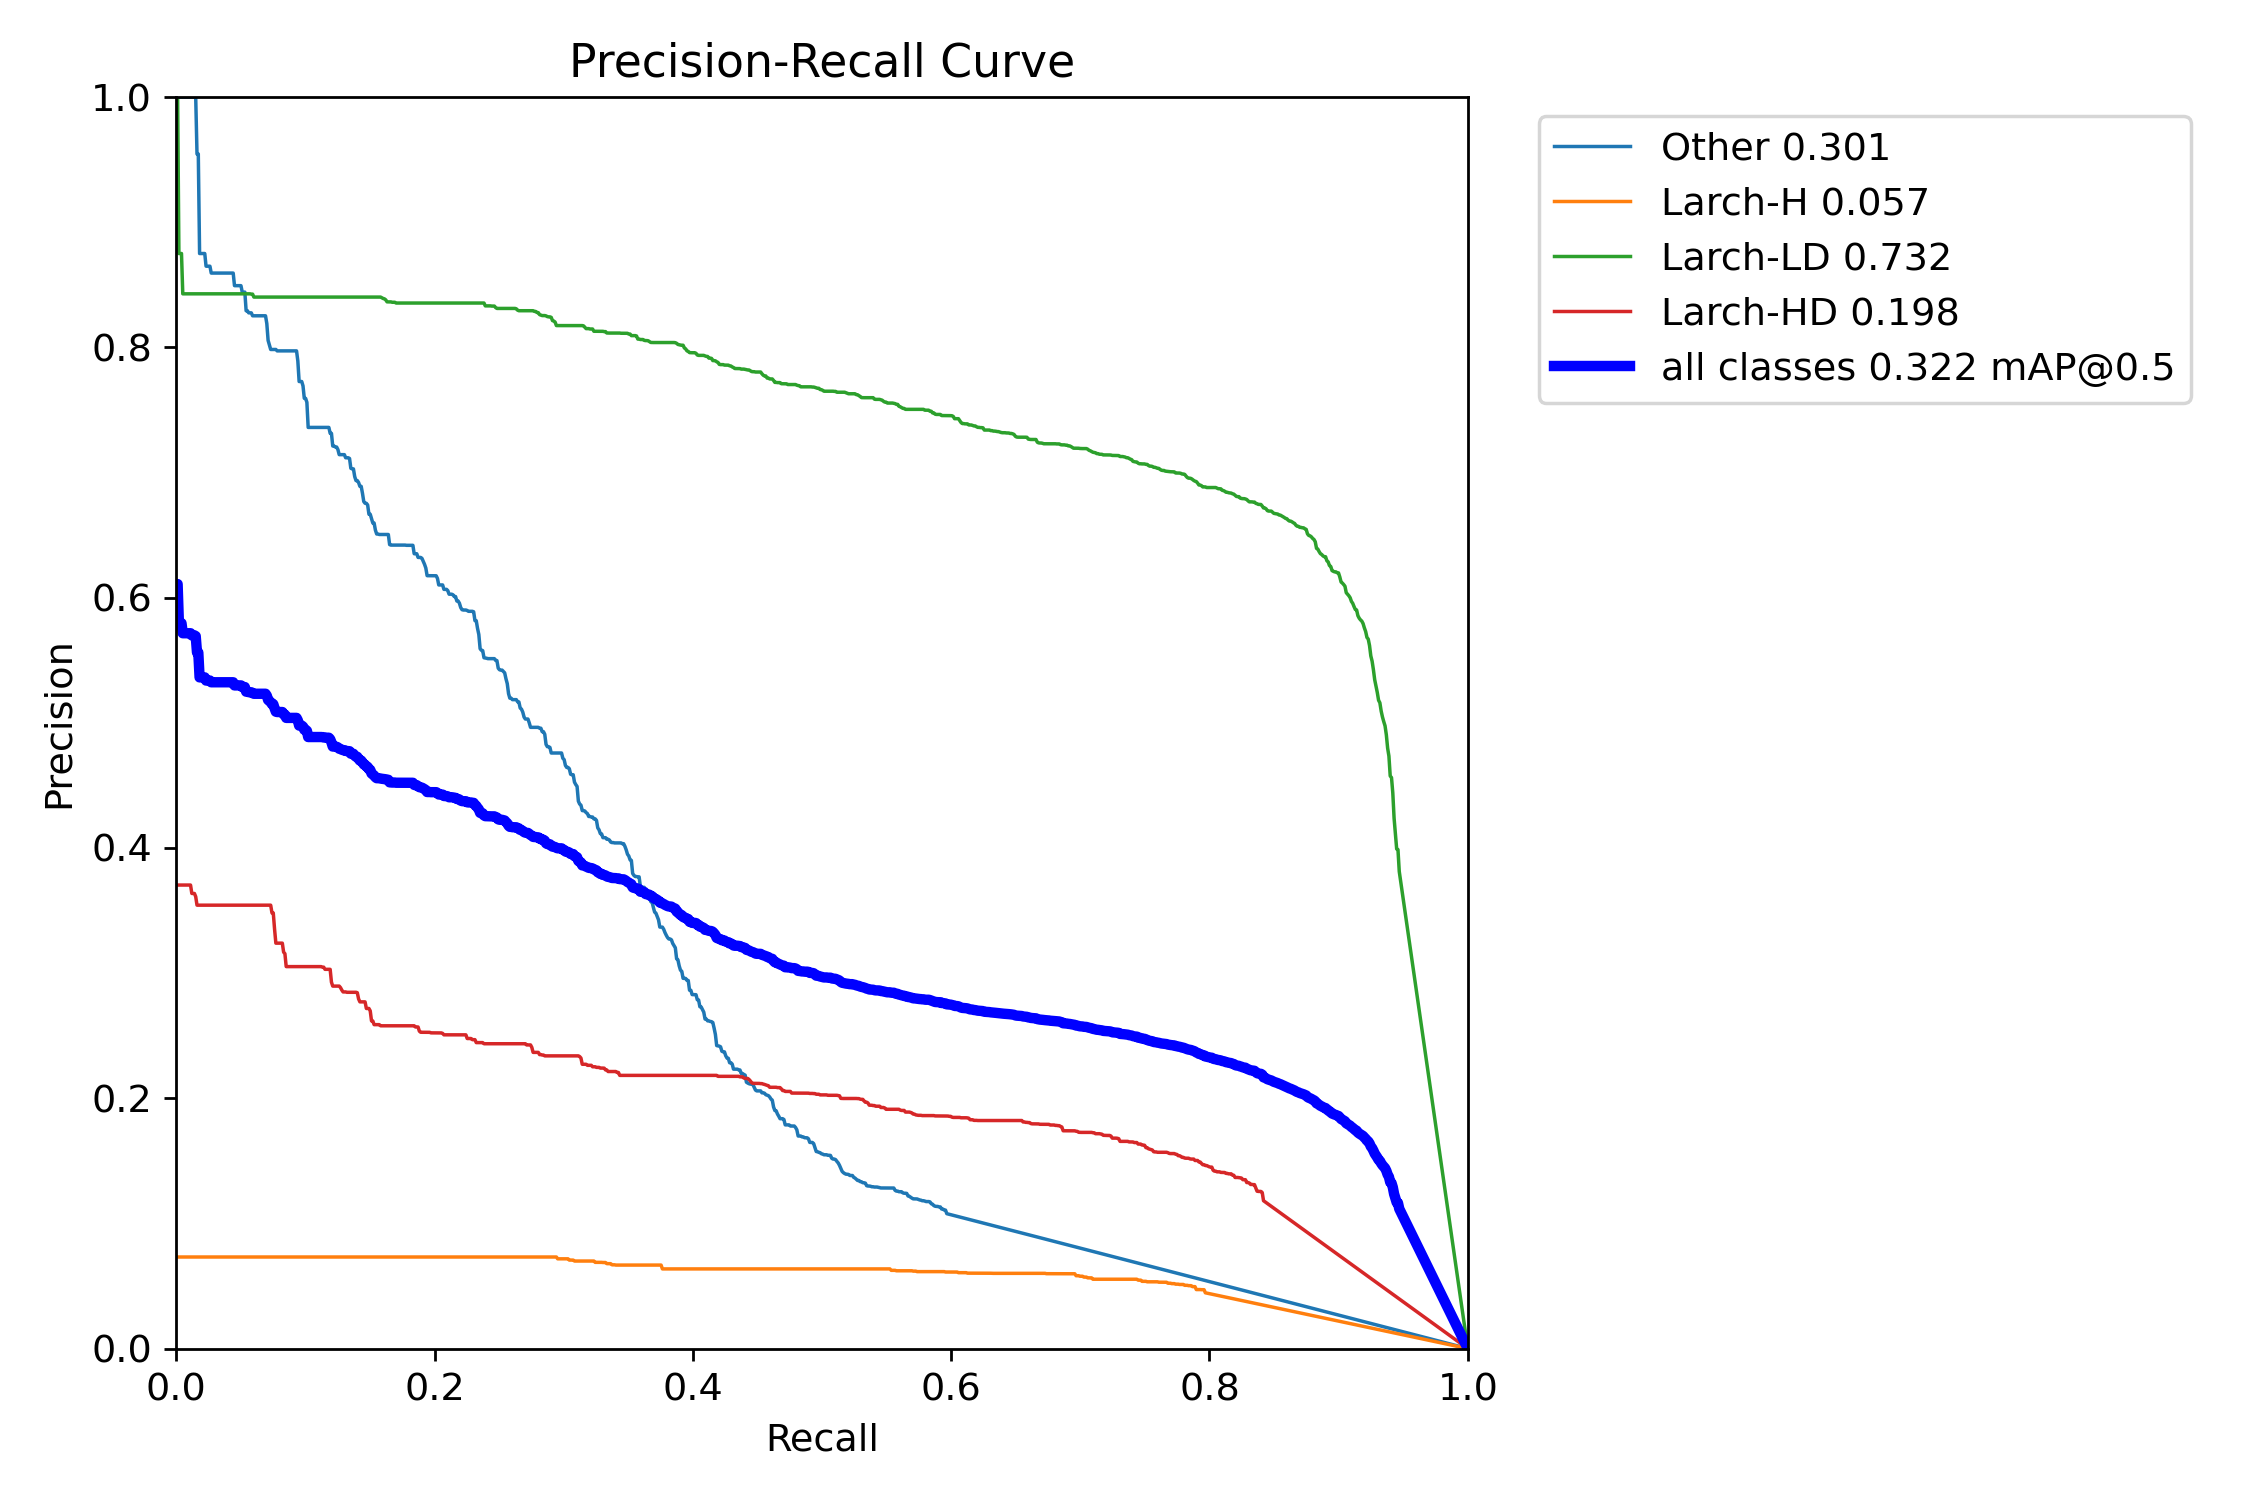 Precision-Recall Curve
1.0
0.8
0.6
0.4
0.2
0.0
Precision
0.0 0.2 0.4 0.6 0.8 1.0
Recall
Other 0.301
Larch-H 0.057
Larch-LD 0.732
Larch-HD 0.198
all classes 0.322 mAP@0.5